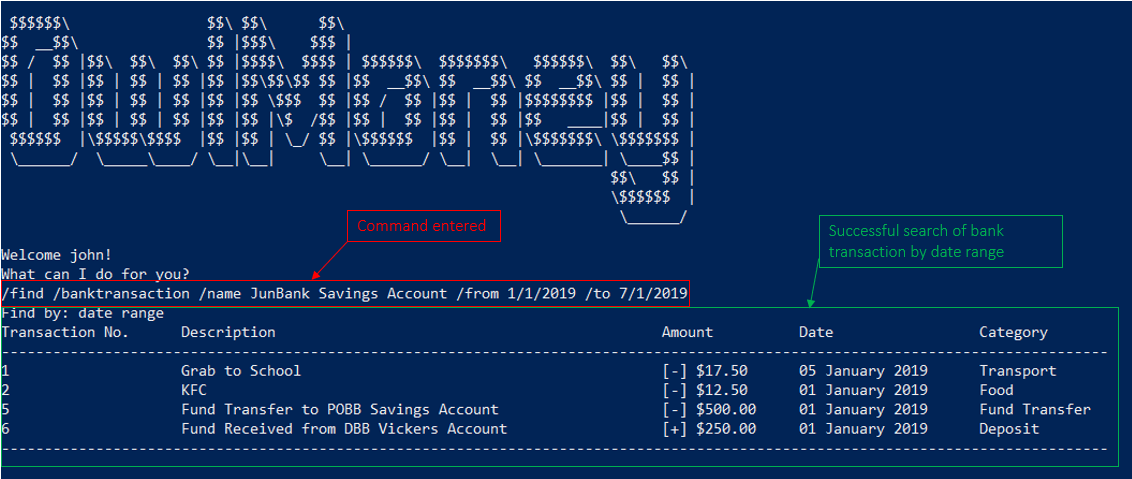 $$$$$$\                $$\ $$\      $$\
$$  __$$\               $$ |$$$\    $$$ |
$$ /  $$ |$$\  $$\  $$\ $$ |$$$$\  $$$$ | $$$$$$\  $$$$$$$\   $$$$$$\  $$\   $$\
$$ |  $$ |$$ | $$ | $$ |$$ |$$\$$\$$ $$ |$$  __$$\ $$  __$$\ $$  __$$\ $$ |  $$ |
$$ |  $$ |$$ | $$ | $$ |$$ |$$ \$$$  $$ |$$ /  $$ |$$ |  $$ |$$$$$$$$ |$$ |  $$ |
$$ |  $$ |$$ | $$ | $$ |$$ |$$ |\$  /$$ |$$ |  $$ |$$ |  $$ |$$   ____|$$ |  $$ |
 $$$$$$  |\$$$$$\$$$$  |$$ |$$ | \_/ $$ |\$$$$$$  |$$ |  $$ |\$$$$$$$\ \$$$$$$$ |
 \______/  \_____\____/ \__|\__|     \__| \______/ \__|  \__| \_______| \____$$ |
                                                                       $$\   $$ |
                                                                       \$$$$$$  |
                                                                        \______/
Command entered
Successful search of bank
transaction by date range
Welcome john!
What can I do for you?
/find /banktransaction /name JunBank Savings Account /from 1/1/2019 /to 7/1/2019
Find by: date range
Transaction No. Description Amount Date Category
1 Grab to School [-] $17.50 05 January 2019 Transport
2 KFC [-] $12.50 01 January 2019 Food
5 Fund Transfer to POBB Savings Account [-] $500.00 01 January 2019 Fund Transfer
6 Fund Received from DBB Vickers Account [+] $250.00 01 January 2019 Deposit